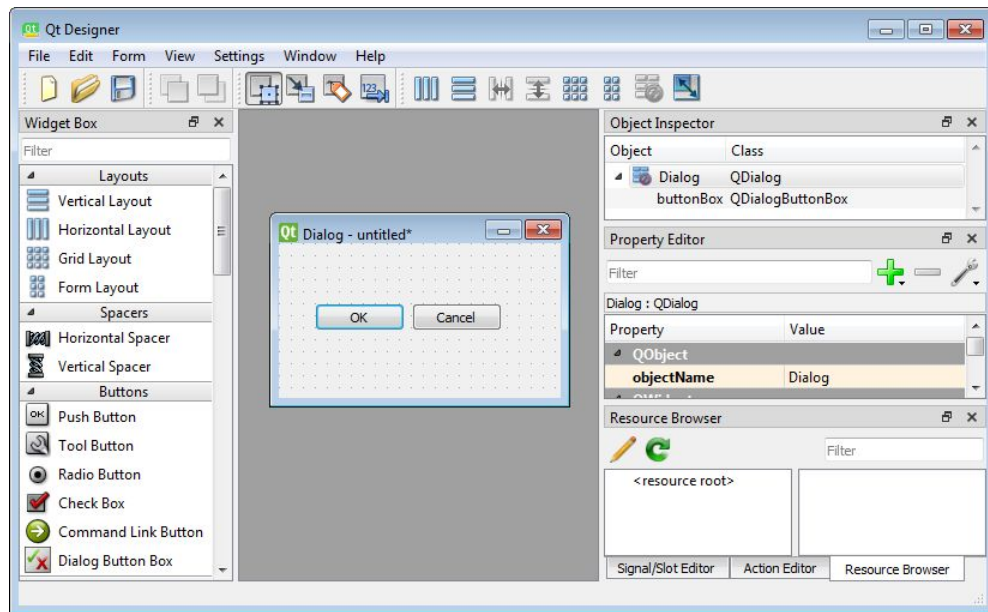 Qt Designer
File Edit Form View Settings Window Help
123
Widget Box
Filter
Layouts
Vertical Layout
Horizontal Layout
Grid Layout
Form Layout
Spacers
Horizontal Spacer
Vertical Spacer
Buttons
OK Push Button
Tool Button
Radio Button
Check Box
Command Link Button
Dialog Button Box
Qt Dialog - untitled*
OK Cancel
Object Inspector
Object Class
Dialog QDialog
buttonBox QDialogButtonBox
Property Editor
Filter
Dialog : QDialog
Property Value
QObject
objectName Dialog
Resource Browser
Filter
<resource root>
Signal/Slot Editor Action Editor Resource Browser